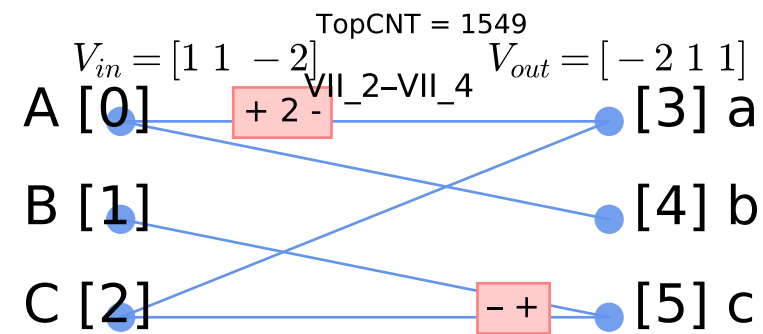 TopCNT = 1549
V_in = [1 1 − 2]
V_out = [− 2 1 1]
VII_2–VII_4
A [0]
+ 2 -
[3] a
B [1]
[4] b
C [2]
– +
[5] c